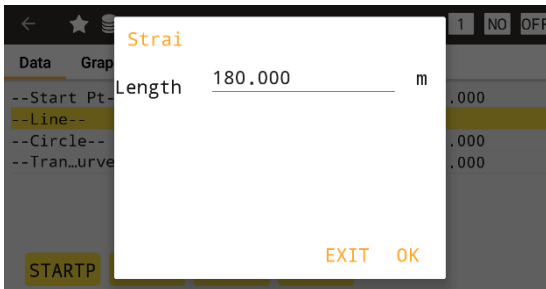 1 NO OFF
Strai
Data Grap
Length 180.000 m
--Start Pt- .000
--Line--
--Circle-- .000
--Tran…urve .000
EXIT OK
STARTP